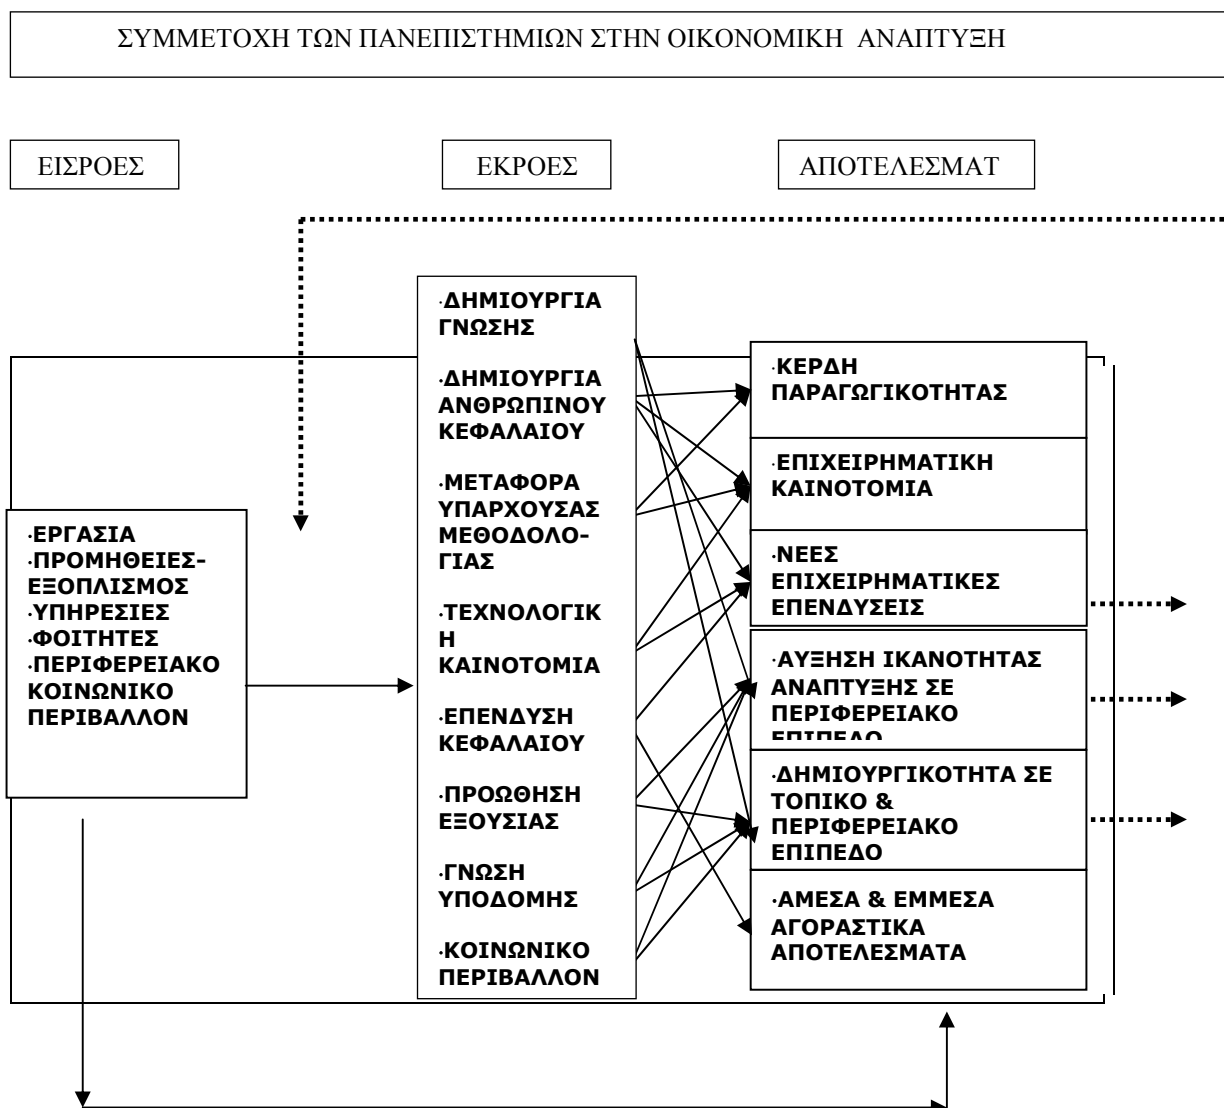 ΣΥΜΜΕΤΟΧΗ ΤΩΝ ΠΑΝΕΠΙΣΤΗΜΙΩΝ ΣΤΗΝ ΟΙΚΟΝΟΜΙΚΗ ΑΝΑΠΤΥΞΗ
ΕΙΣΡΟΕΣ
ΕΚΡΟΕΣ
ΑΠΟΤΕΛΕΣΜΑΤ
·ΕΡΓΑΣΙΑ
·ΠΡΟΜΗΘΕΙΕΣ-
ΕΞΟΠΛΙΣΜΟΣ
·ΥΠΗΡΕΣΙΕΣ
·ΦΟΙΤΗΤΕΣ
·ΠΕΡΙΦΕΡΕΙΑΚΟ
ΚΟΙΝΩΝΙΚΟ
ΠΕΡΙΒΑΛΛΟΝ
·ΔΗΜΙΟΥΡΓΙΑ
ΓΝΩΣΗΣ
·ΔΗΜΙΟΥΡΓΙΑ
ΑΝΘΡΩΠΙΝΟΥ
ΚΕΦΑΛΑΙΟΥ
·ΜΕΤΑΦΟΡΑ
ΥΠΑΡΧΟΥΣΑΣ
ΜΕΘΟΔΟΛΟ-
ΓΙΑΣ
·ΤΕΧΝΟΛΟΓΙΚ
Η
ΚΑΙΝΟΤΟΜΙΑ
·ΕΠΕΝΔΥΣΗ
ΚΕΦΑΛΑΙΟΥ
·ΠΡΟΩΘΗΣΗ
ΕΞΟΥΣΙΑΣ
·ΓΝΩΣΗ
ΥΠΟΔΟΜΗΣ
·ΚΟΙΝΩΝΙΚΟ
ΠΕΡΙΒΑΛΛΟΝ
·ΚΕΡΔΗ
ΠΑΡΑΓΩΓΙΚΟΤΗΤΑΣ
·ΕΠΙΧΕΙΡΗΜΑΤΙΚΗ
ΚΑΙΝΟΤΟΜΙΑ
·ΝΕΕΣ
ΕΠΙΧΕΙΡΗΜΑΤΙΚΕΣ
ΕΠΕΝΔΥΣΕΙΣ
·ΑΥΞΗΣΗ ΙΚΑΝΟΤΗΤΑΣ
ΑΝΑΠΤΥΞΗΣ ΣΕ
ΠΕΡΙΦΕΡΕΙΑΚΟ
ΕΠΙΠΕΔΟ
·ΔΗΜΙΟΥΡΓΙΚΟΤΗΤΑ ΣΕ
ΤΟΠΙΚΟ &
ΠΕΡΙΦΕΡΕΙΑΚΟ
ΕΠΙΠΕΔΟ
·ΑΜΕΣΑ & ΕΜΜΕΣΑ
ΑΓΟΡΑΣΤΙΚΑ
ΑΠΟΤΕΛΕΣΜΑΤΑ